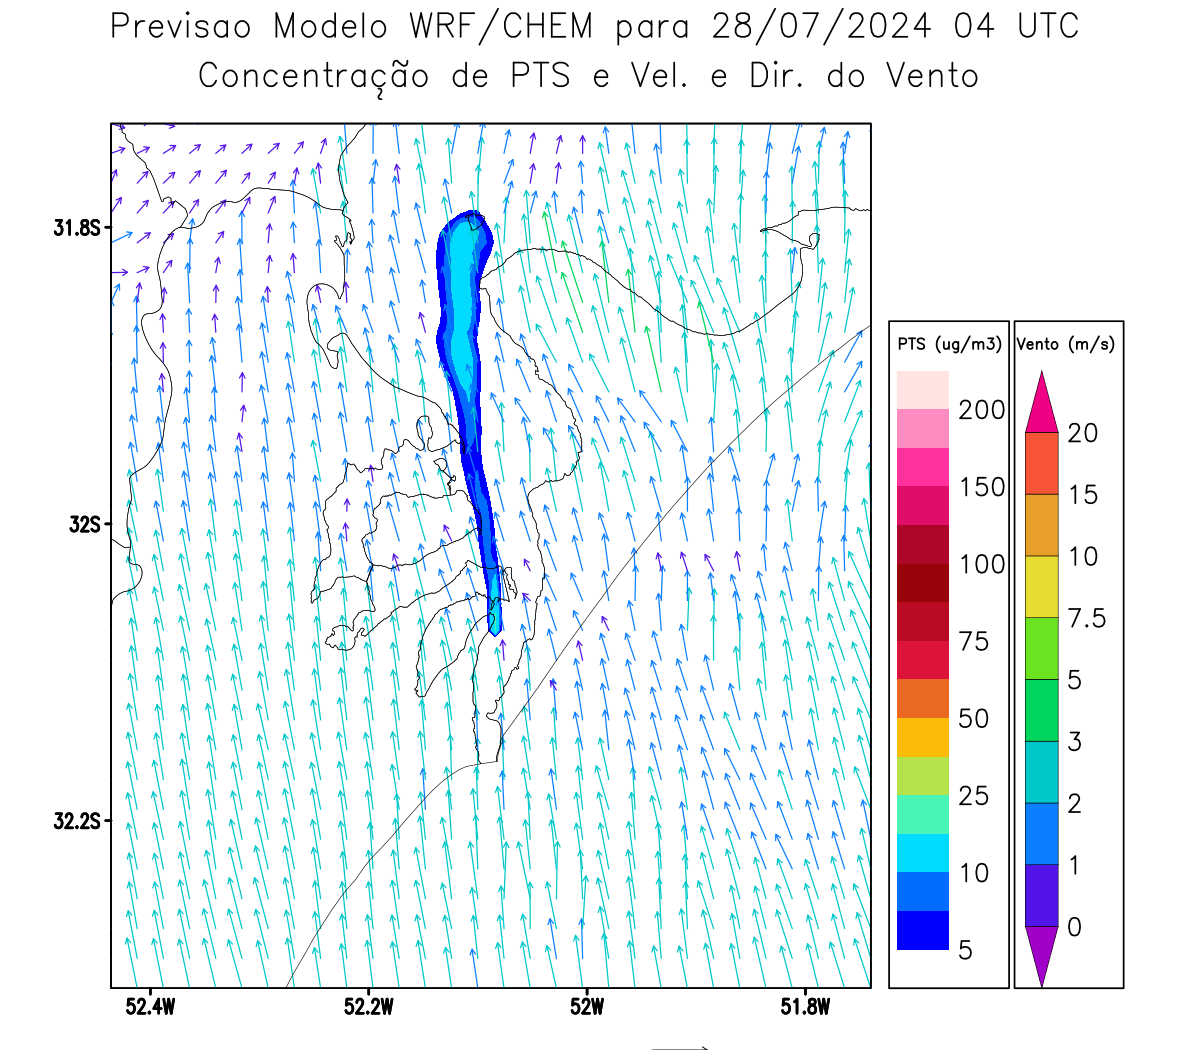 Previsao Modelo WRF/CHEM para 28/07/2024 04 UTC
Concentração de PTS e Vel. e Dir. do Vento
31.8S
32S
32.2S
52.4W 52.2W 52W 51.8W
PTS (ug/m3)
200
150
100
75
50
25
10
5
Vento (m/s)
20
15
10
7.5
5
3
2
1
0